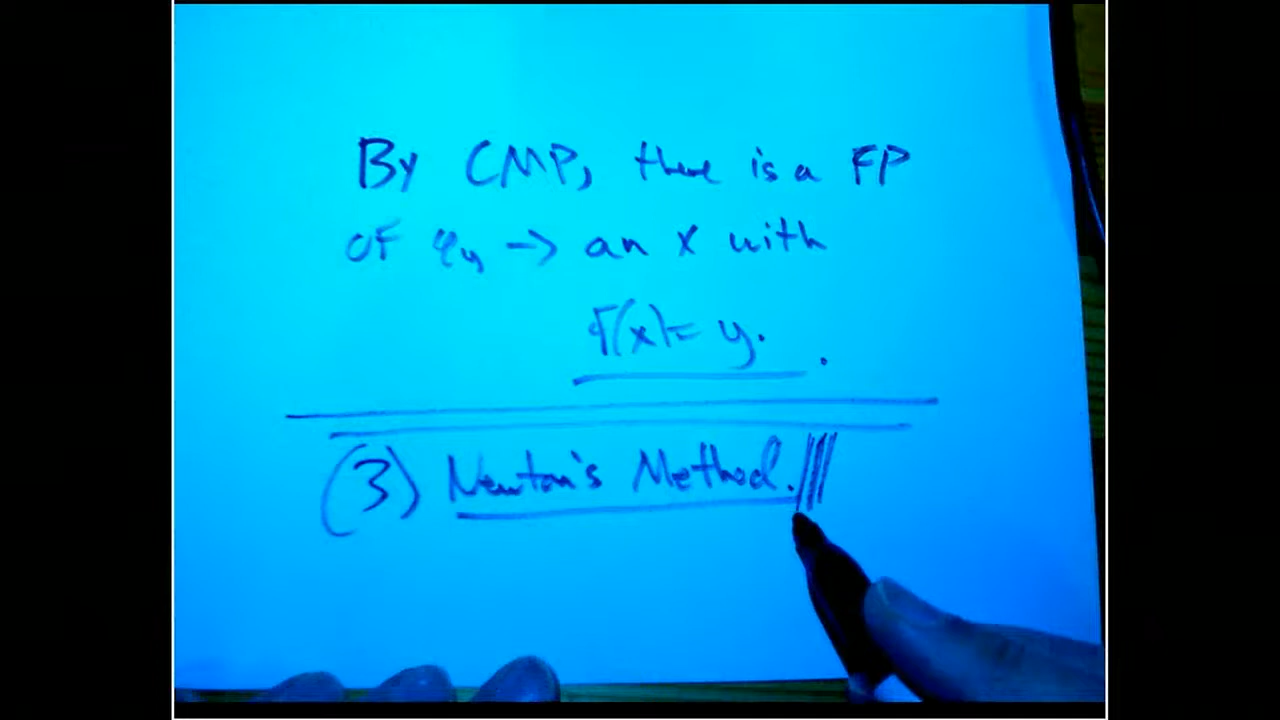 By CMP, there is a FP
of φy → an x with
f(x) = y.
(3) Newton's Method.